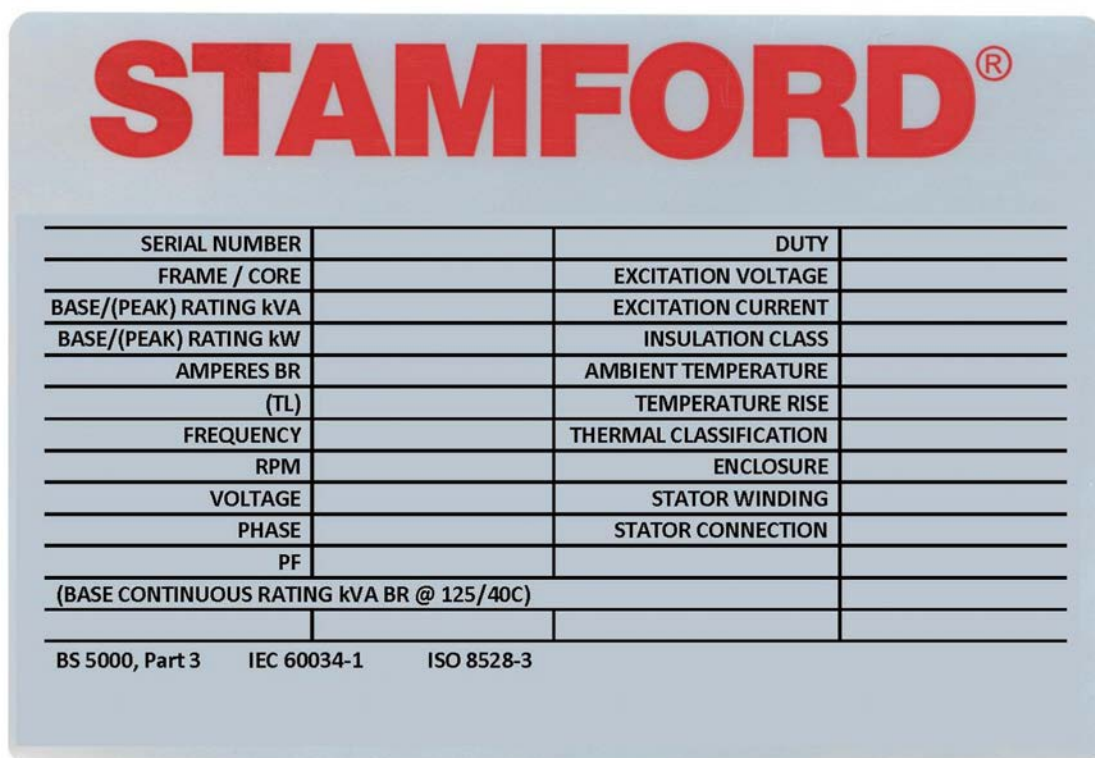 STAMFORD®
SERIAL NUMBER DUTY
FRAME / CORE EXCITATION VOLTAGE
BASE/(PEAK) RATING kVA EXCITATION CURRENT
BASE/(PEAK) RATING kW INSULATION CLASS
AMPERES BR AMBIENT TEMPERATURE
(TL) TEMPERATURE RISE
FREQUENCY THERMAL CLASSIFICATION
RPM ENCLOSURE
VOLTAGE STATOR WINDING
PHASE STATOR CONNECTION
PF
(BASE CONTINUOUS RATING kVA BR @ 125/40C)
BS 5000, Part 3 IEC 60034-1 ISO 8528-3